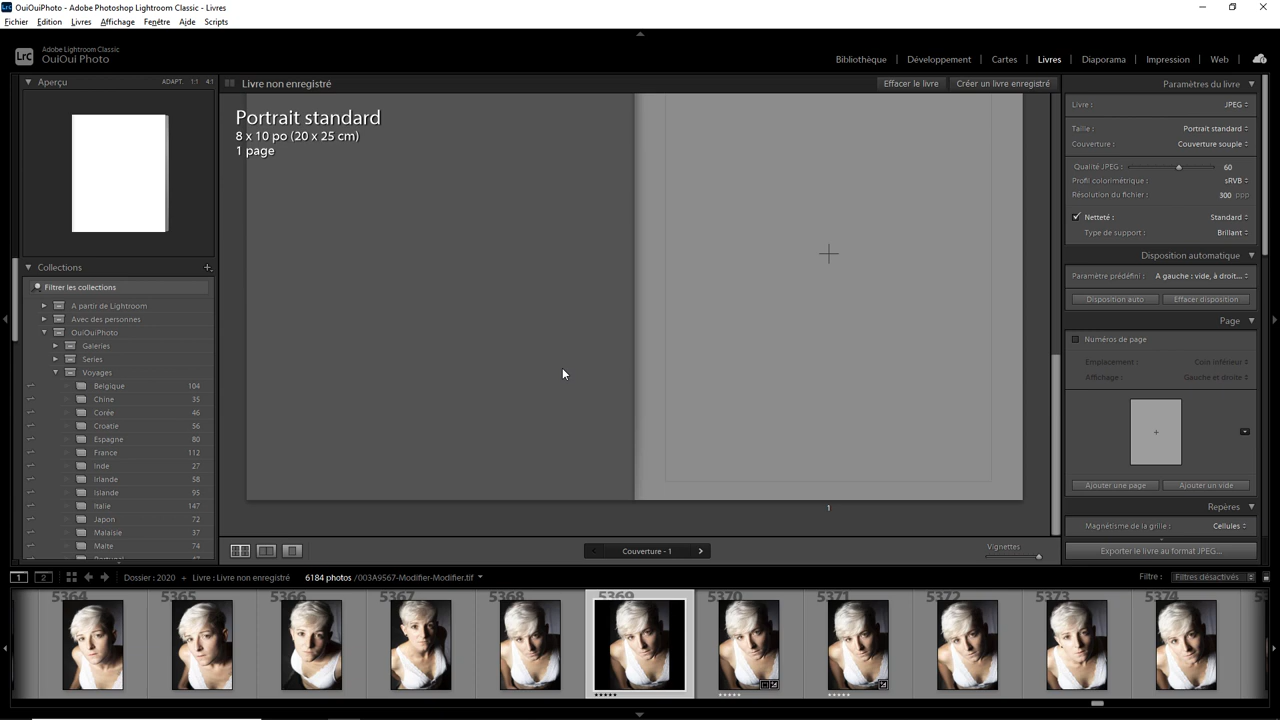 OuiOuiPhoto - Adobe Photoshop Lightroom Classic - Livres
Fichier Edition Livres Affichage Fenêtre Aide Scripts
Lrc
Adobe Lightroom Classic
OuiOui Photo
Bibliothèque Développement Cartes Livres Diaporama Impression Web
Aperçu ADAPT. 1:1 4:1
Livre non enregistré
Effacer le livre
Créer un livre enregistré
Portrait standard
8 x 10 po (20 x 25 cm)
1 page
1
Collections
Filtrer les collections
A partir de Lightroom
Avec des personnes
OuiOuiPhoto
Galeries
Series
Voyages
Belgique 104
Chine 35
Corée 46
Croatie 56
Espagne 80
France 112
Inde 27
Irlande 58
Islande 95
Italie 147
Japon 72
Malaisie 37
Malte 74
Paramètres du livre
Livre : JPEG
Taille : Portrait standard
Couverture : Couverture souple
Qualité JPEG : 60
Profil colorimétrique : sRVB
Résolution du fichier : 300 ppp
Netteté : Standard
Type de support : Brillant
Disposition automatique
Paramètre prédéfini : A gauche : vide, à droit...
Disposition auto
Effacer disposition
Page
Numéros de page
Emplacement : Coin inférieur
Affichage : Gauche et droite
Ajouter une page
Ajouter un vide
Repères
Magnétisme de la grille : Cellules
Exporter le livre au format JPEG...
Couverture - 1
Vignettes
1 2 Dossier : 2020 + Livre : Livre non enregistré 6184 photos /003A9567-Modifier-Modifier.tif
Filtre : Filtres désactivés
5364 5365 5366 5367 5368 5369 5370 5371 5372 5373 5374